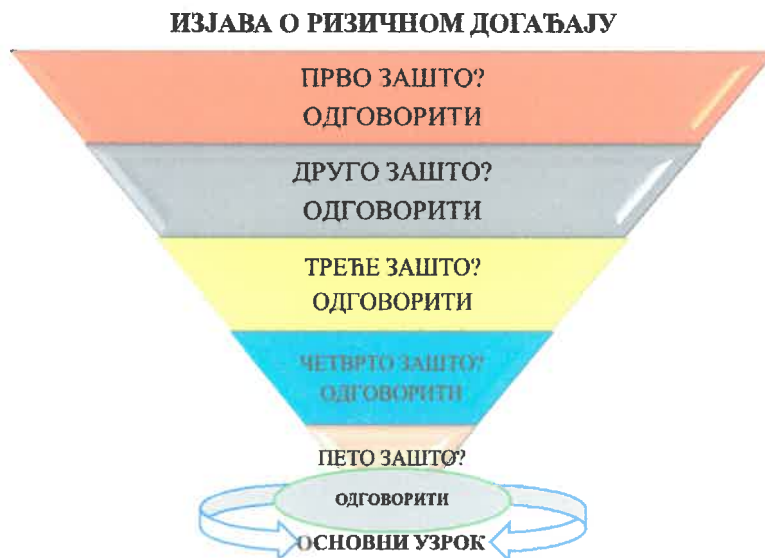 ИЗЈАВА О РИЗИЧНОМ ДОГАЂАЈУ
ПРВО ЗАШТО?
ОДГОВОРИТИ
ДРУГО ЗАШТО?
ОДГОВОРИТИ
ТРЕЋЕ ЗАШТО?
ОДГОВОРИТИ
ЧЕТВРТО ЗАШТО?
ОДГОВОРИТИ
ПЕТО ЗАШТО?
ОДГОВОРИТИ
ОСНОВНИ УЗРОК